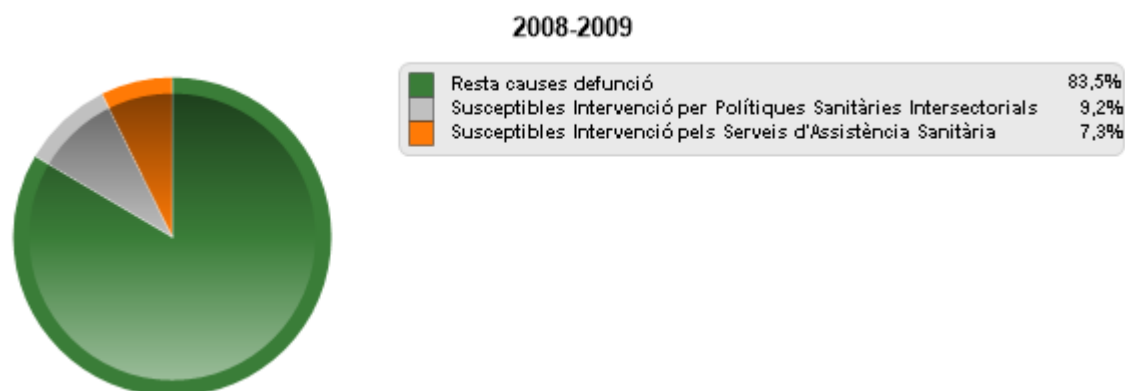 2008-2009
Resta causes defunció 83,5%
Susceptibles Intervenció per Polítiques Sanitàries Intersectorials 9,2%
Susceptibles Intervenció pels Serveis d'Assistència Sanitària 7,3%